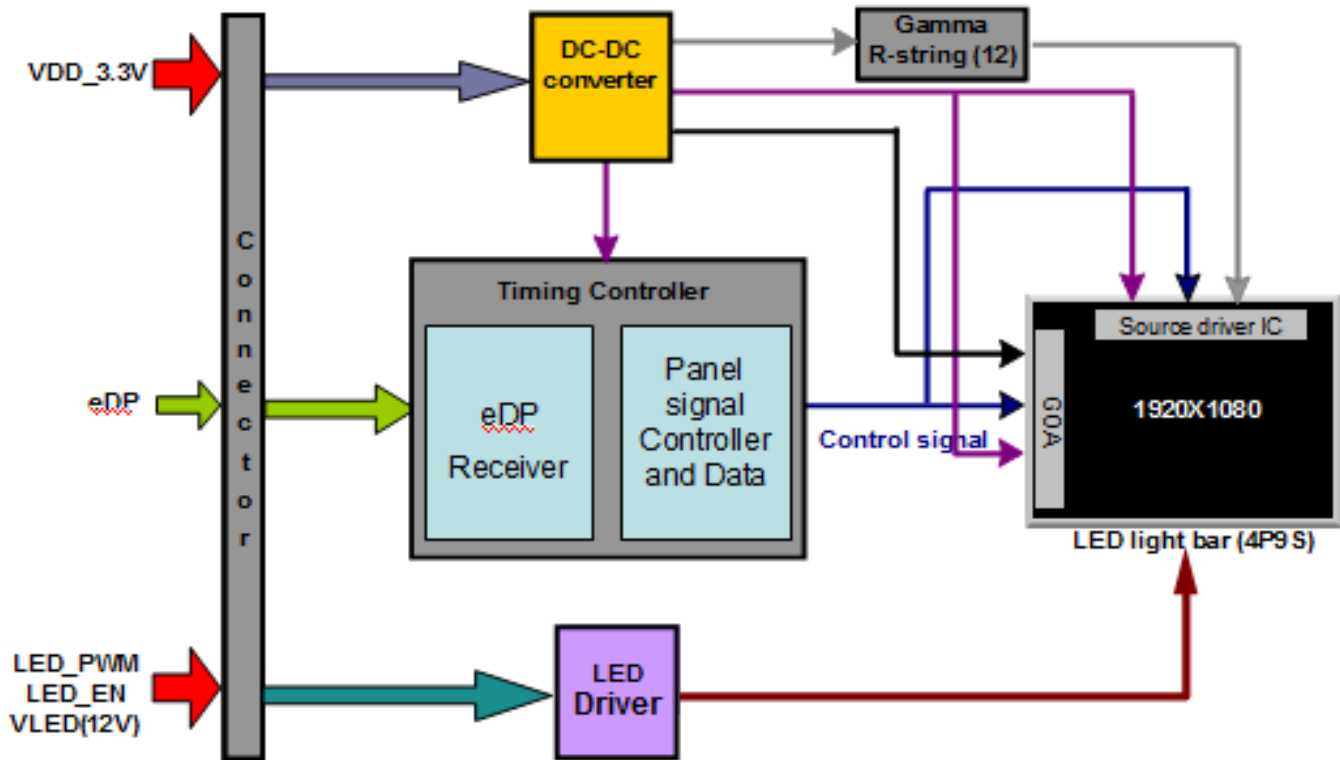 VDD_3.3V
Connector
DC-DC
converter
Gamma
R-string (12)
Timing Controller
eDP
eDP
Receiver
Panel
signal
Controller
and Data
Control signal
Source driver IC
GOA
1920X1080
LED light bar (4P9S)
LED_PWM
LED_EN
VLED(12V)
LED
Driver